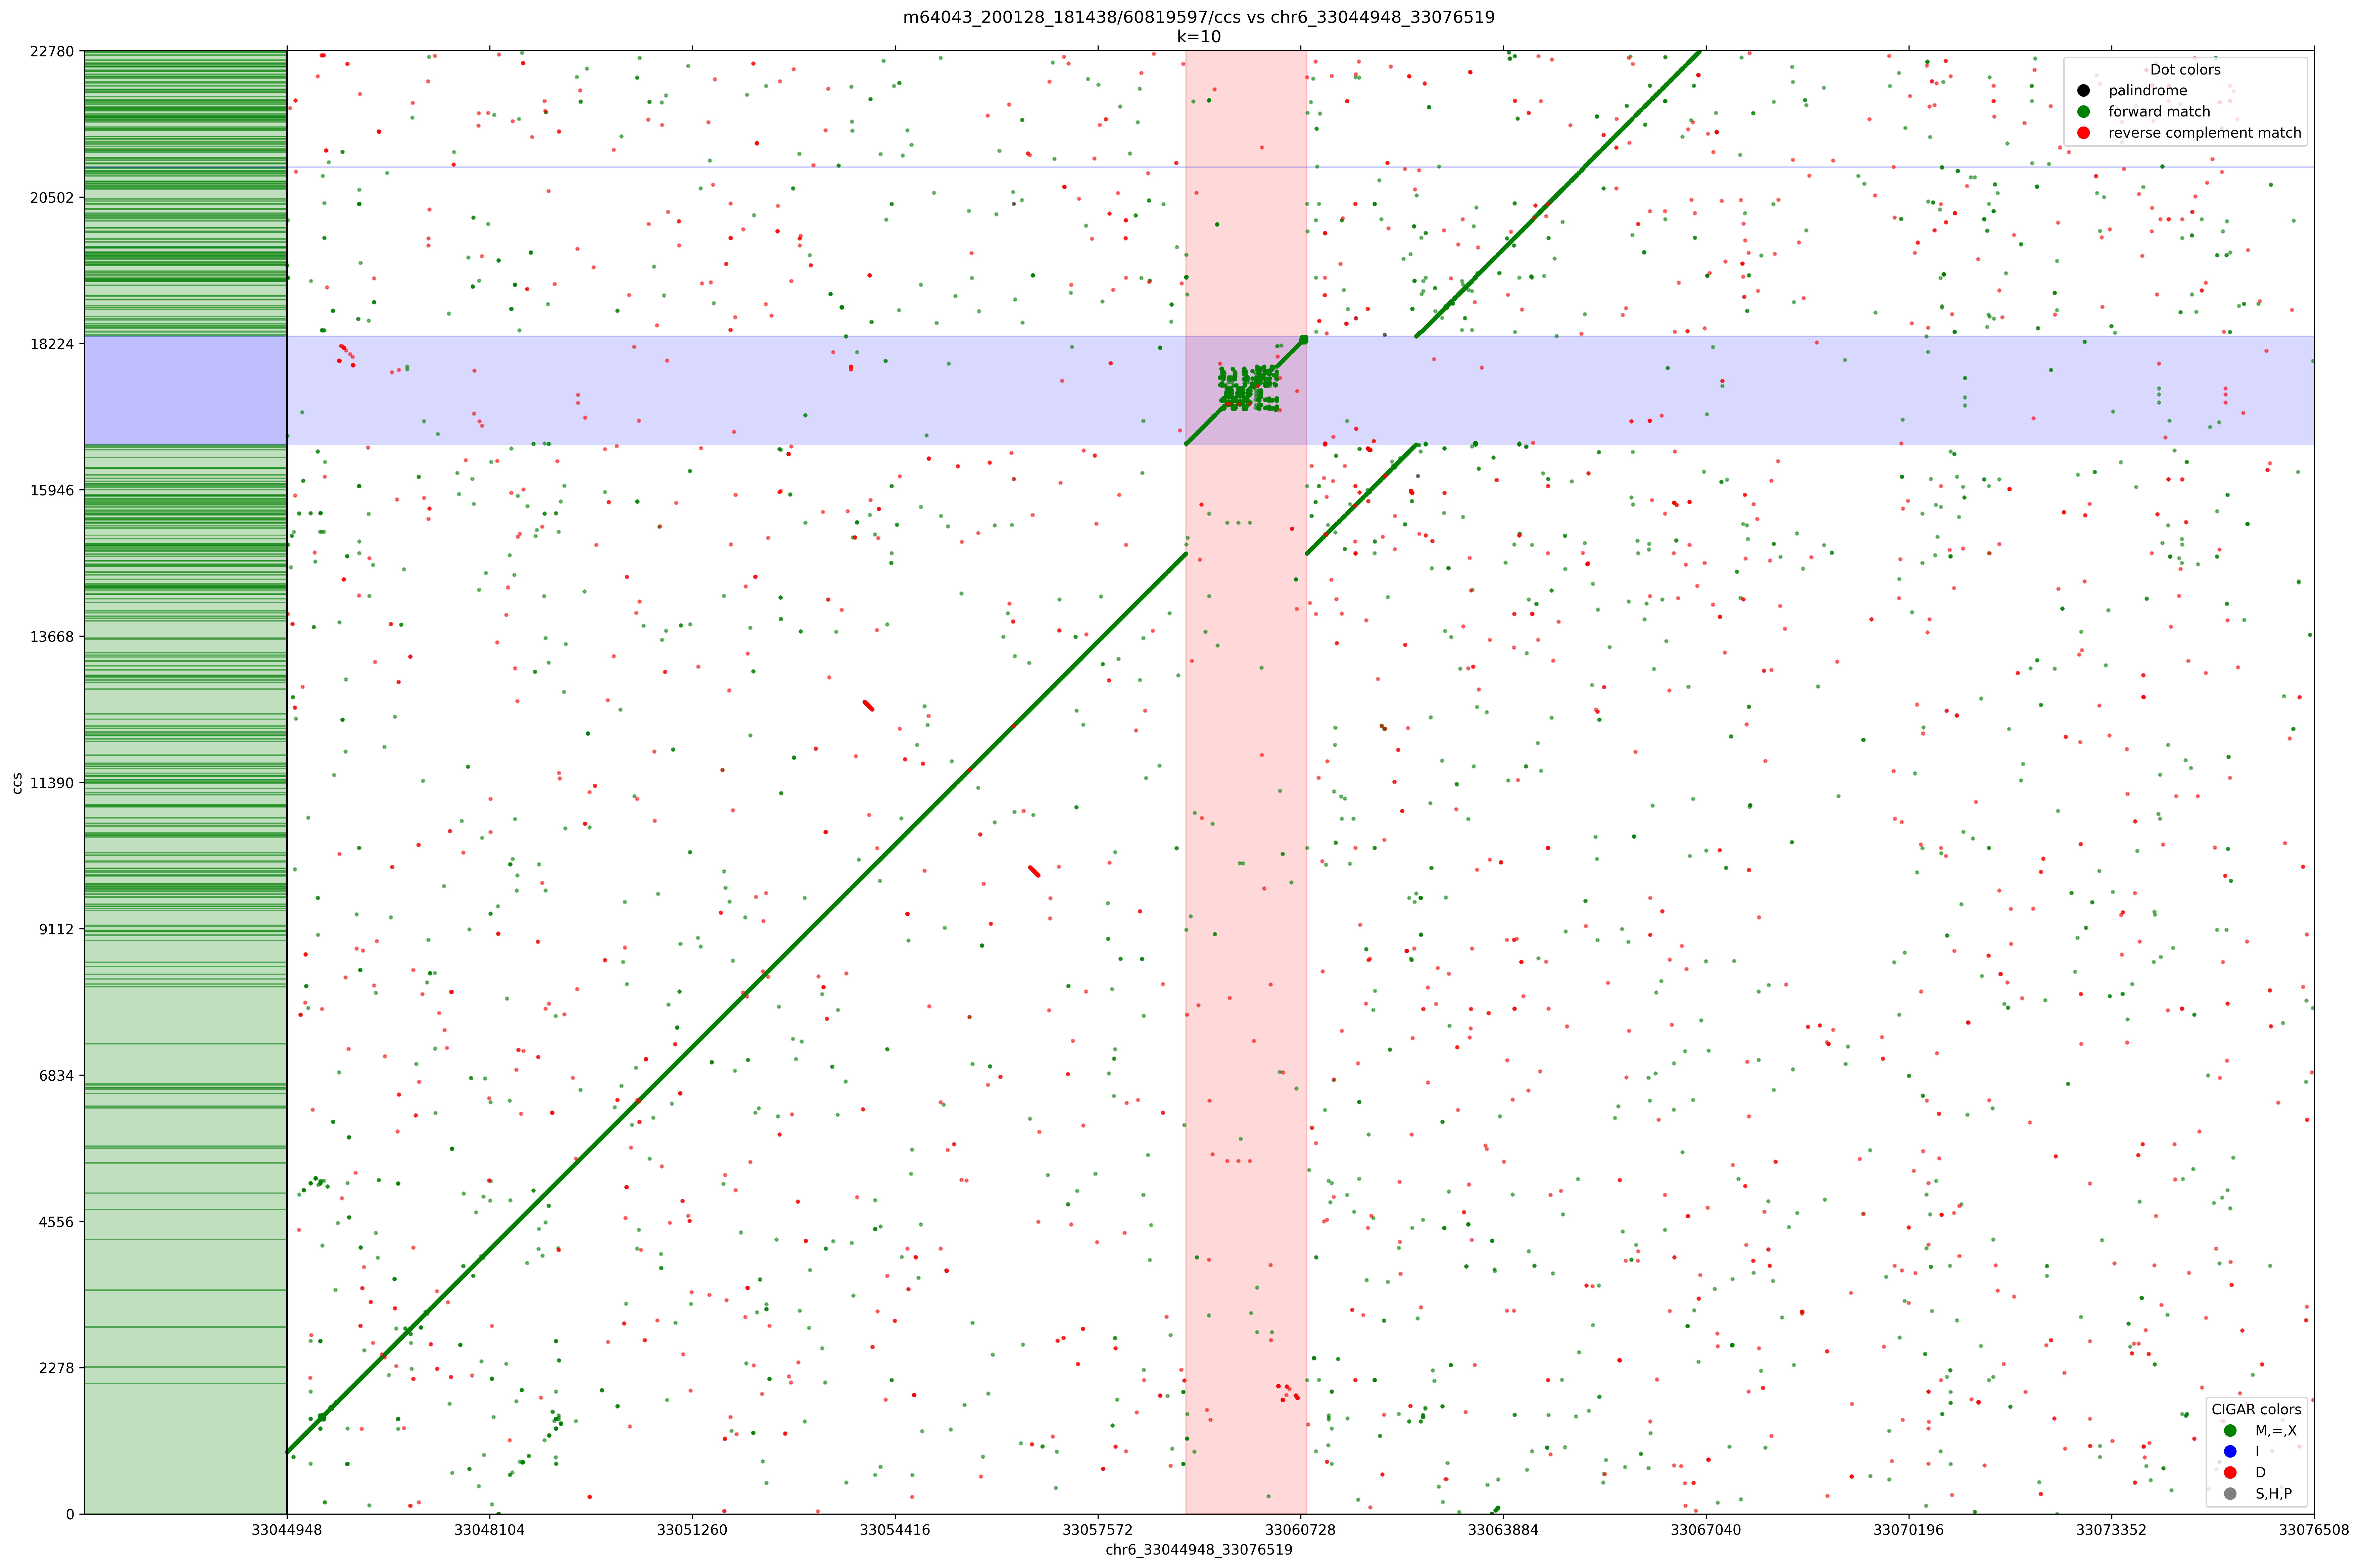 m64043_200128_181438/60819597/ccs vs chr6_33044948_33076519
k=10
22780
20502
18224
15946
13668
11390
9112
6834
4556
2278
0
ccs
Dot colors
palindrome
forward match
reverse complement match
CIGAR colors
M,=,X
I
D
S,H,P
33044948
33048104
33051260
33054416
33057572
33060728
33063884
33067040
33070196
33073352
33076508
chr6_33044948_33076519